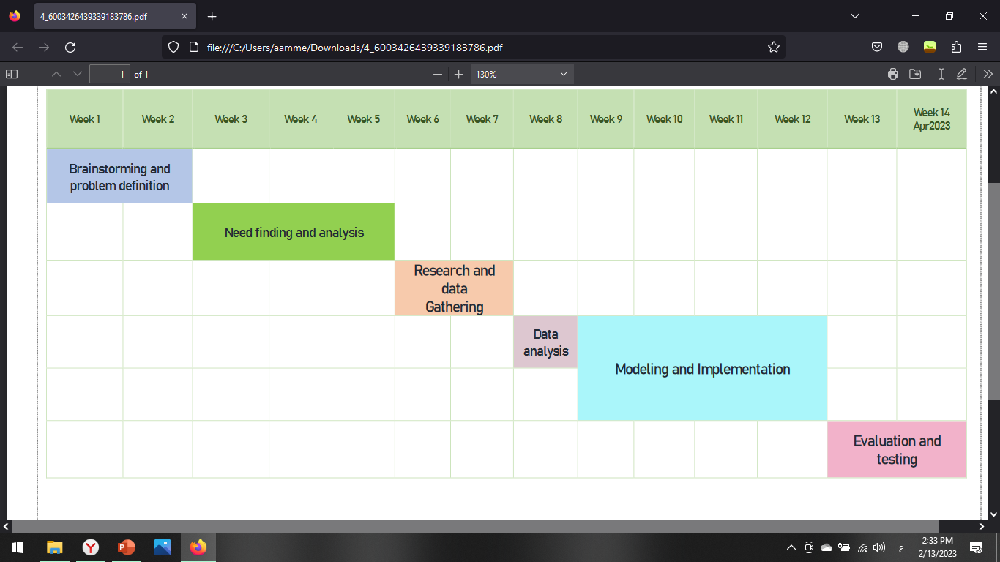 4_6003426439339183786.pdf
file:///C:/Users/aamme/Downloads/4_6003426439339183786.pdf
1 of 1
130%
Week 1 Week 2 Week 3 Week 4 Week 5 Week 6 Week 7 Week 8 Week 9 Week 10 Week 11 Week 12 Week 13 Week 14
Apr2023
Brainstorming and
problem definition
Need finding and analysis
Research and
data
Gathering
Data
analysis
Modeling and Implementation
Evaluation and
testing
ع
2:33 PM
2/13/2023